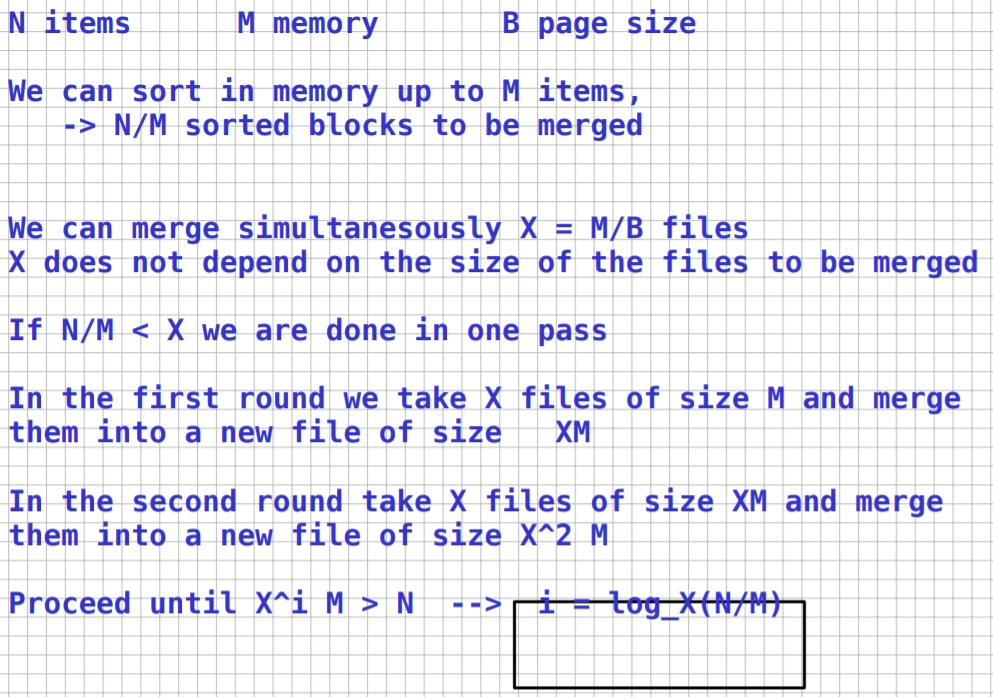 N items      M memory       B page size
We can sort in memory up to M items,
   -> N/M sorted blocks to be merged
We can merge simultanesously X = M/B files
X does not depend on the size of the files to be merged
If N/M < X we are done in one pass
In the first round we take X files of size M and merge
them into a new file of size   XM
In the second round take X files of size XM and merge
them into a new file of size X^2 M
Proceed until X^i M > N  -->  i = log_X(N/M)